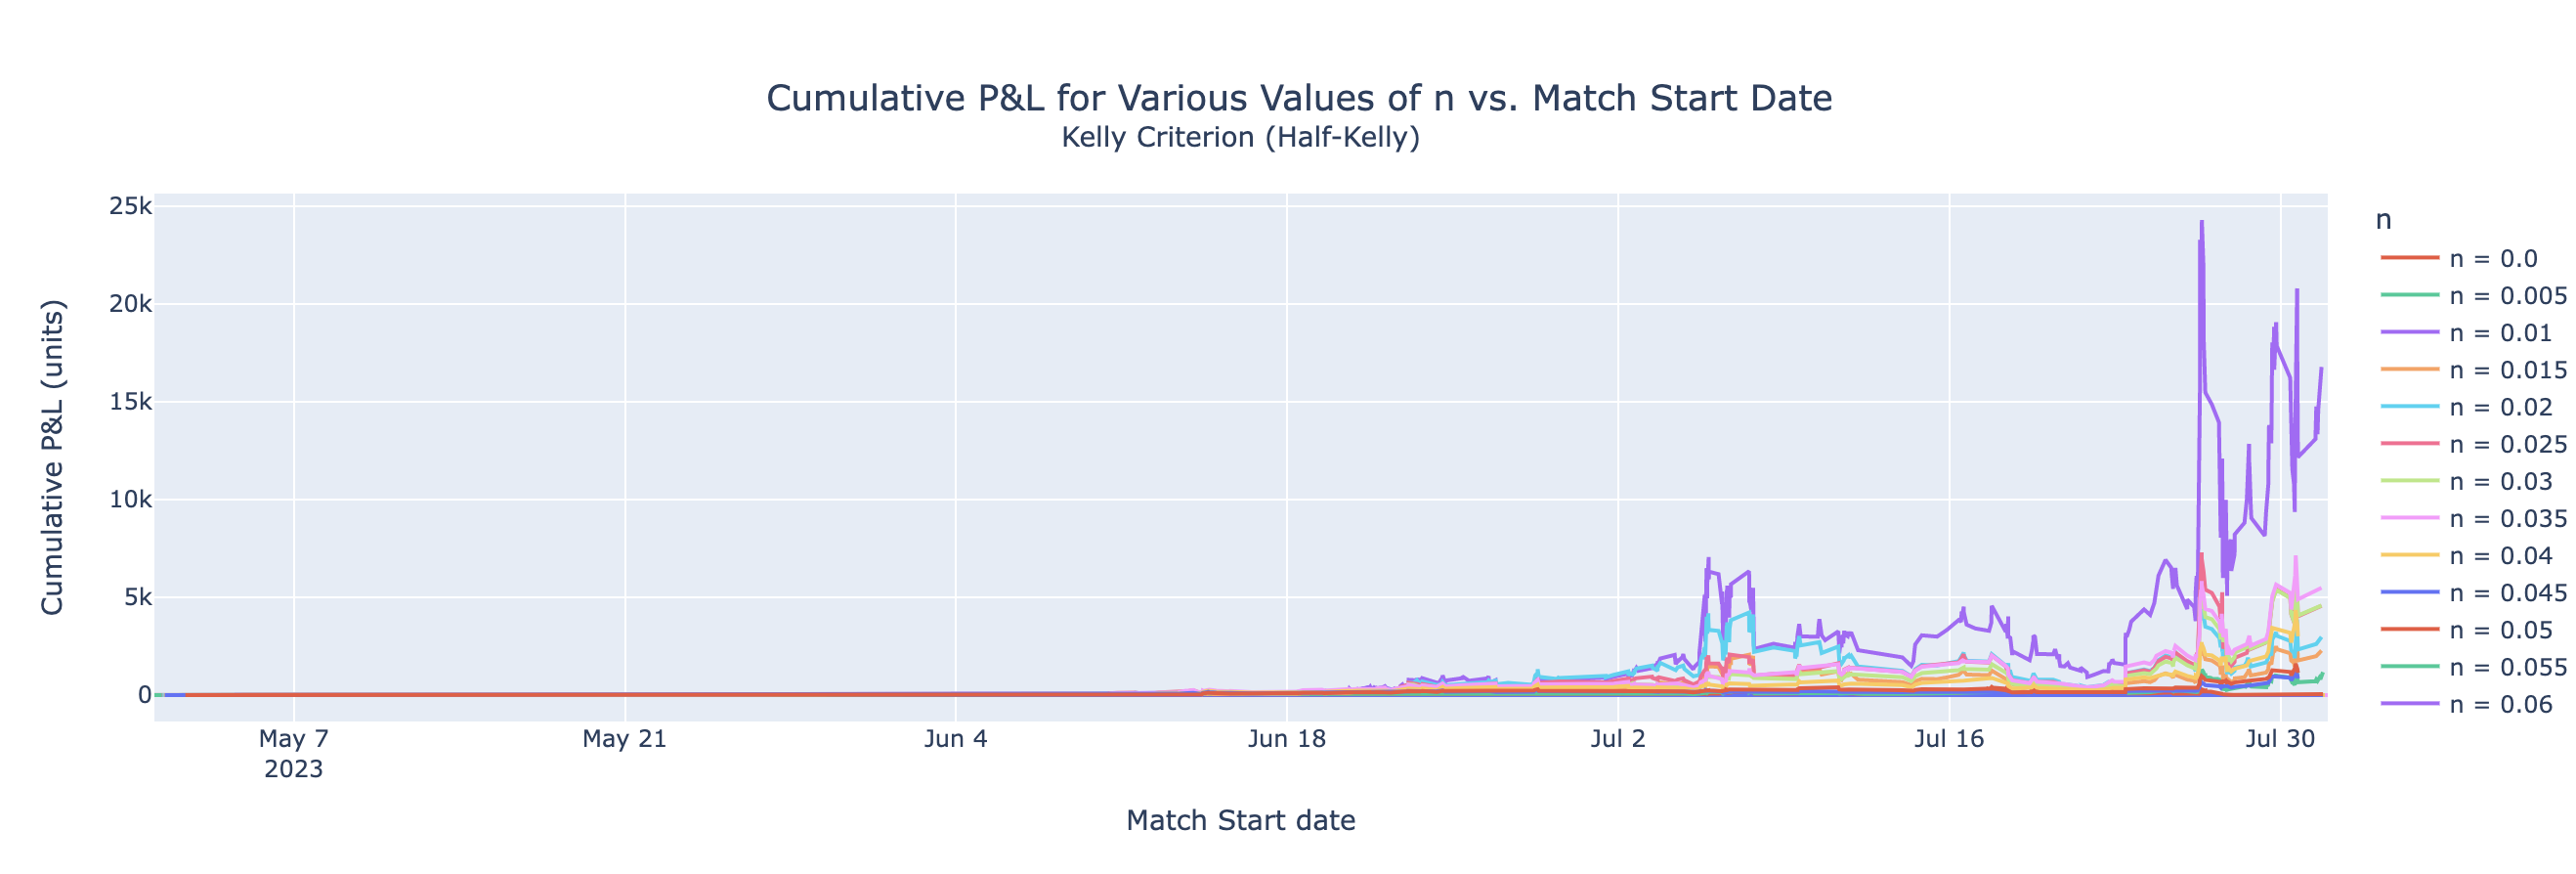 Cumulative P&L for Various Values of n vs. Match Start Date
Kelly Criterion (Half-Kelly)
Cumulative P&L (units)
25k
20k
15k
10k
5k
0
May 7
2023
May 21
Jun 4
Jun 18
Jul 2
Jul 16
Jul 30
Match Start date
n
n = 0.0
n = 0.005
n = 0.01
n = 0.015
n = 0.02
n = 0.025
n = 0.03
n = 0.035
n = 0.04
n = 0.045
n = 0.05
n = 0.055
n = 0.06